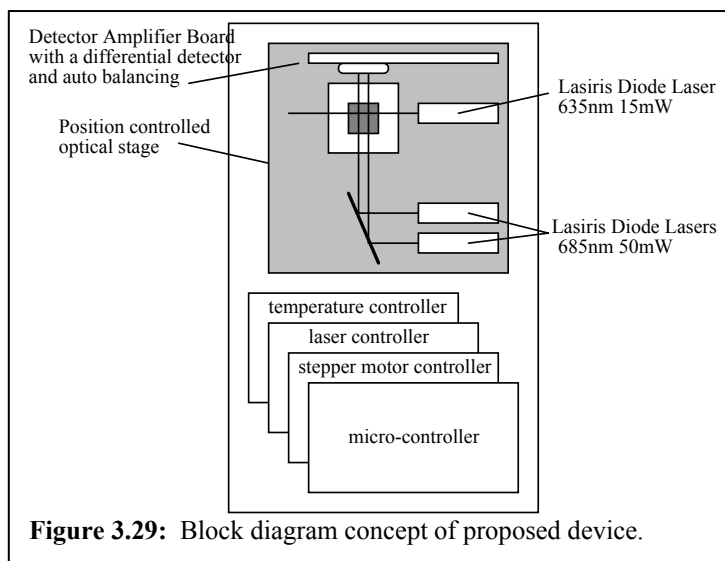 Detector Amplifier Board
with a differential detector
and auto balancing
Lasiris Diode Laser
635nm 15mW
Position controlled
optical stage
Lasiris Diode Lasers
685nm 50mW
temperature controller
laser controller
stepper motor controller
micro-controller
Figure 3.29: Block diagram concept of proposed device.